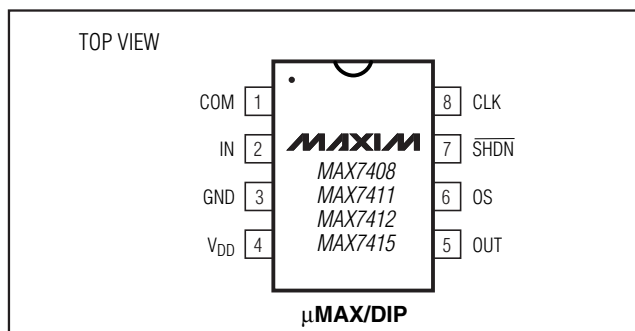 TOP VIEW
COM 1
IN 2
GND 3
VDD 4
8 CLK
7 SHDN
6 OS
5 OUT
MAXIM
MAX7408
MAX7411
MAX7412
MAX7415
µMAX/DIP